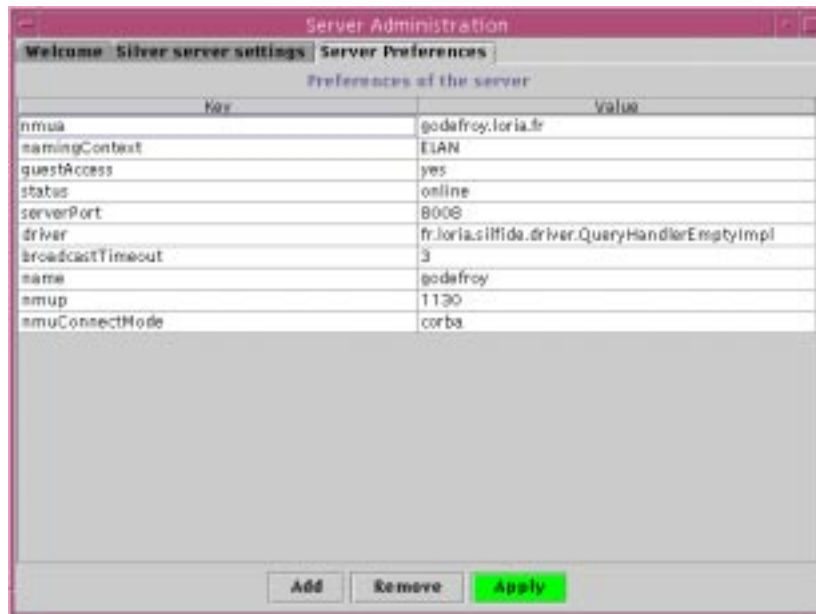 Server Administration
Welcome Silver server settings Server Preferences
Preferences of the server
Key Value
nmua godefroy.loria.fr
namingContext ELAN
guestAccess yes
status online
serverPort 8008
driver fr.loria.silfide.driver.QueryHandlerEmptyImpl
broadcastTimeout 3
name godefroy
nmup 1130
nmuConnectMode corba
Add Remove Apply